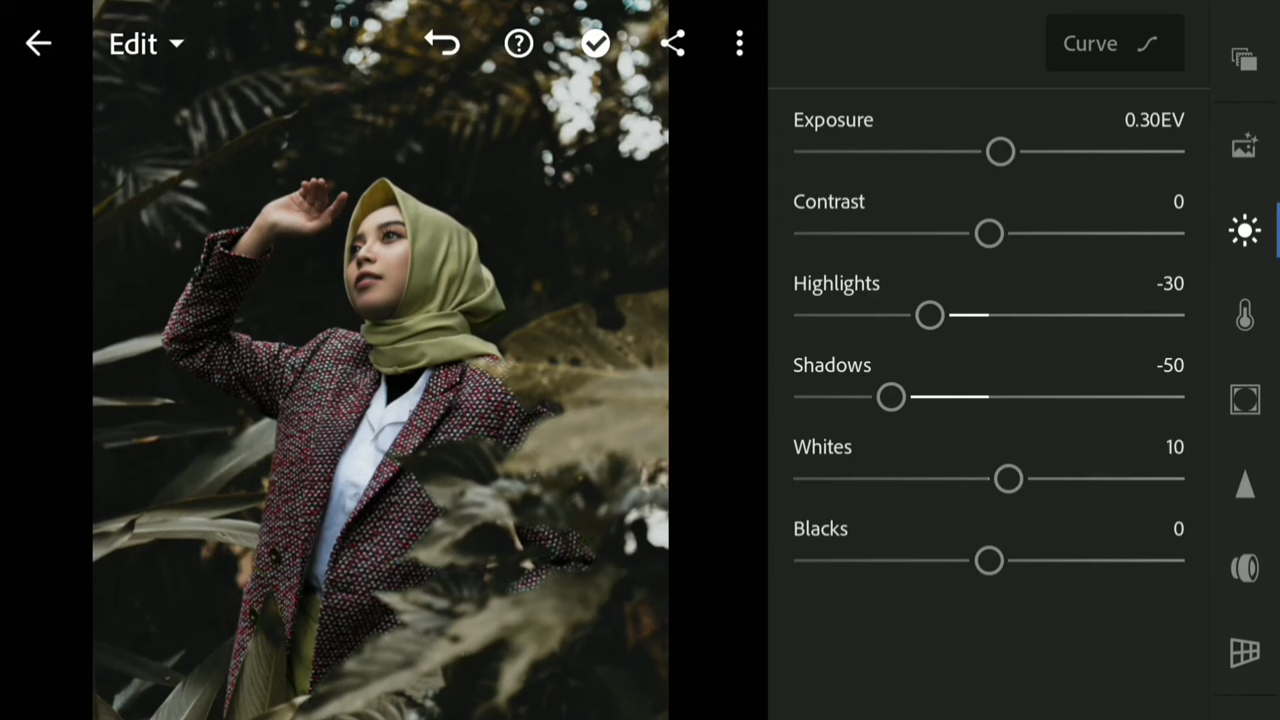 Edit
Curve
Exposure 0.30EV
Contrast 0
Highlights -30
Shadows -50
Whites 10
Blacks 0